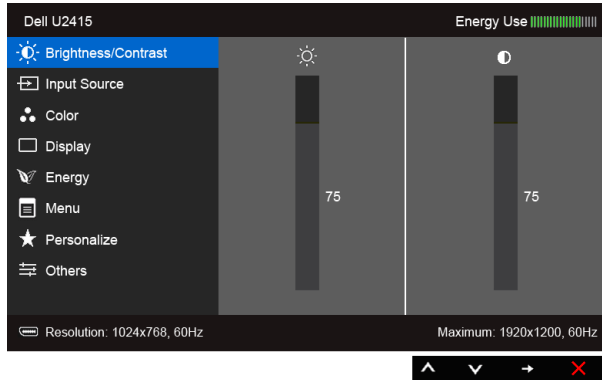 Dell U2415
Energy Use
Brightness/Contrast
Input Source
Color
Display
Energy
Menu
Personalize
Others
75
75
Resolution: 1024x768, 60Hz
Maximum: 1920x1200, 60Hz